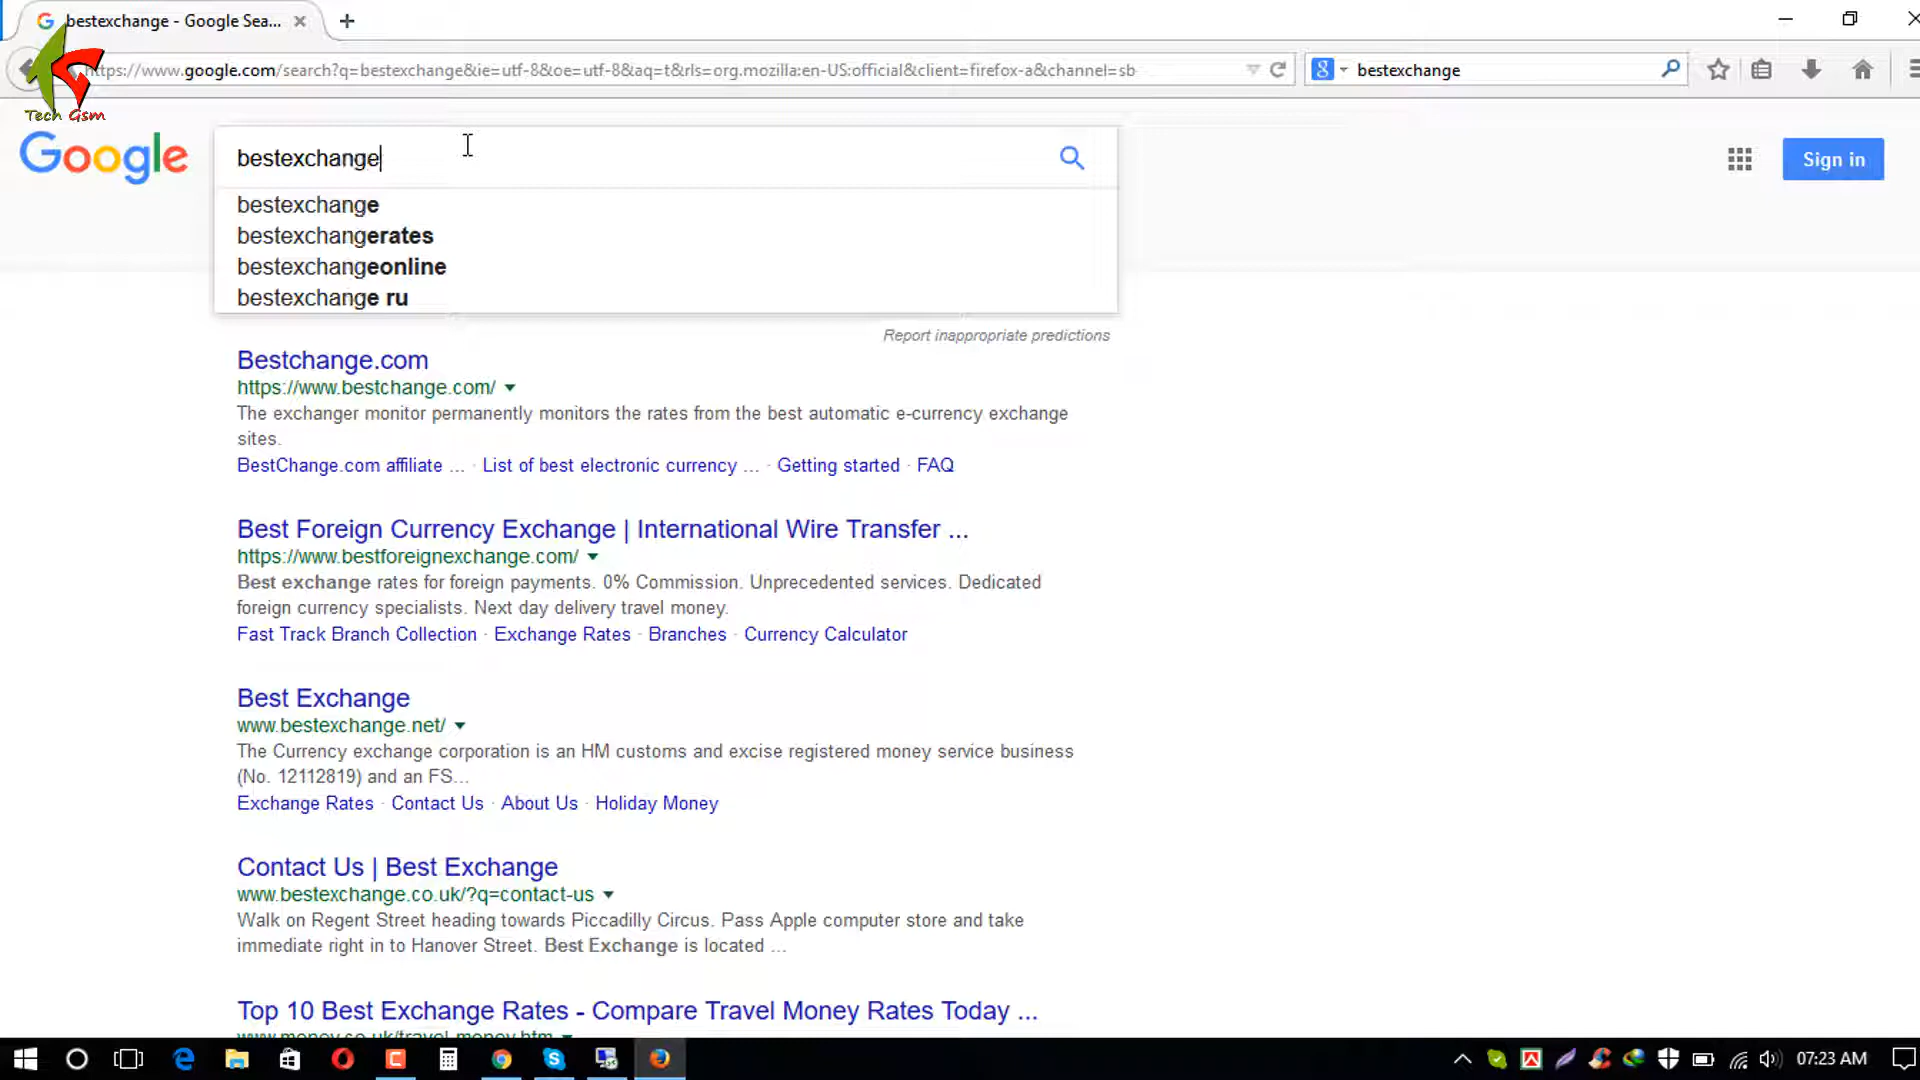 bestexchange - Google Sea...
https://www.google.com/search?q=bestexchange&ie=utf-8&oe=utf-8&aq=t&rls=org.mozilla:en-US:official&client=firefox-a&channel=sb
bestexchange
Tech Gsm
Google
bestexchange
Sign in
bestexchange
bestexchangerates
bestexchangeonline
bestexchange ru
Report inappropriate predictions
Bestchange.com
https://www.bestchange.com/
The exchanger monitor permanently monitors the rates from the best automatic e-currency exchange
sites.
BestChange.com affiliate ... · List of best electronic currency ... · Getting started · FAQ
Best Foreign Currency Exchange | International Wire Transfer ...
https://www.bestforeignexchange.com/
Best exchange rates for foreign payments. 0% Commission. Unprecedented services. Dedicated
foreign currency specialists. Next day delivery travel money.
Fast Track Branch Collection · Exchange Rates · Branches · Currency Calculator
Best Exchange
www.bestexchange.net/
The Currency exchange corporation is an HM customs and excise registered money service business
(No. 12112819) and an FS...
Exchange Rates · Contact Us · About Us · Holiday Money
Contact Us | Best Exchange
www.bestexchange.co.uk/?q=contact-us
Walk on Regent Street heading towards Piccadilly Circus. Pass Apple computer store and take
immediate right in to Hanover Street. Best Exchange is located ...
Top 10 Best Exchange Rates - Compare Travel Money Rates Today ...
www.money.co.uk/travel-money.htm
07:23 AM